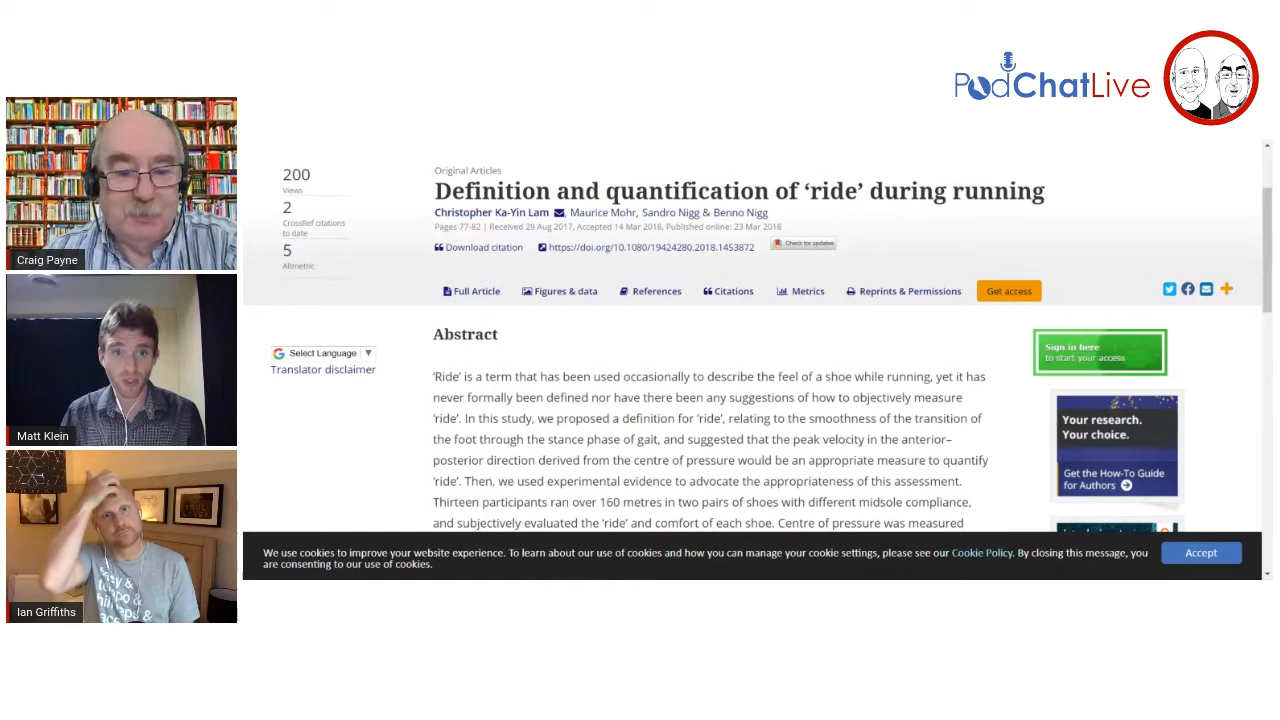 PodChatLive
Craig Payne
Matt Klein
Ian Griffiths
200
Views
2
CrossRef citations
to date
5
Altmetric
Original Articles
Definition and quantification of ‘ride’ during running
Christopher Ka-Yin Lam, Maurice Mohr, Sandro Nigg & Benno Nigg
Pages 77-82 | Received 29 Aug 2017, Accepted 14 Mar 2018, Published online: 23 Mar 2018
Download citation https://doi.org/10.1080/19424280.2018.1453872 Check for updates
Full Article Figures & data References Citations Metrics Reprints & Permissions Get access
Select Language ▼
Translator disclaimer
Abstract
‘Ride’ is a term that has been used occasionally to describe the feel of a shoe while running, yet it has
never formally been defined nor have there been any suggestions of how to objectively measure
‘ride’. In this study, we proposed a definition for ‘ride’, relating to the smoothness of the transition of
the foot through the stance phase of gait, and suggested that the peak velocity in the anterior–
posterior direction derived from the centre of pressure would be an appropriate measure to quantify
‘ride’. Then, we used experimental evidence to advocate the appropriateness of this assessment.
Thirteen participants ran over 160 metres in two pairs of shoes with different midsole compliance,
and subjectively evaluated the ‘ride’ and comfort of each shoe. Centre of pressure was measured
Sign in here
to start your access
Your research.
Your choice.
Get the How-To Guide
for Authors
We use cookies to improve your website experience. To learn about our use of cookies and how you can manage your cookie settings, please see our Cookie Policy. By closing this message, you
are consenting to our use of cookies.
Accept